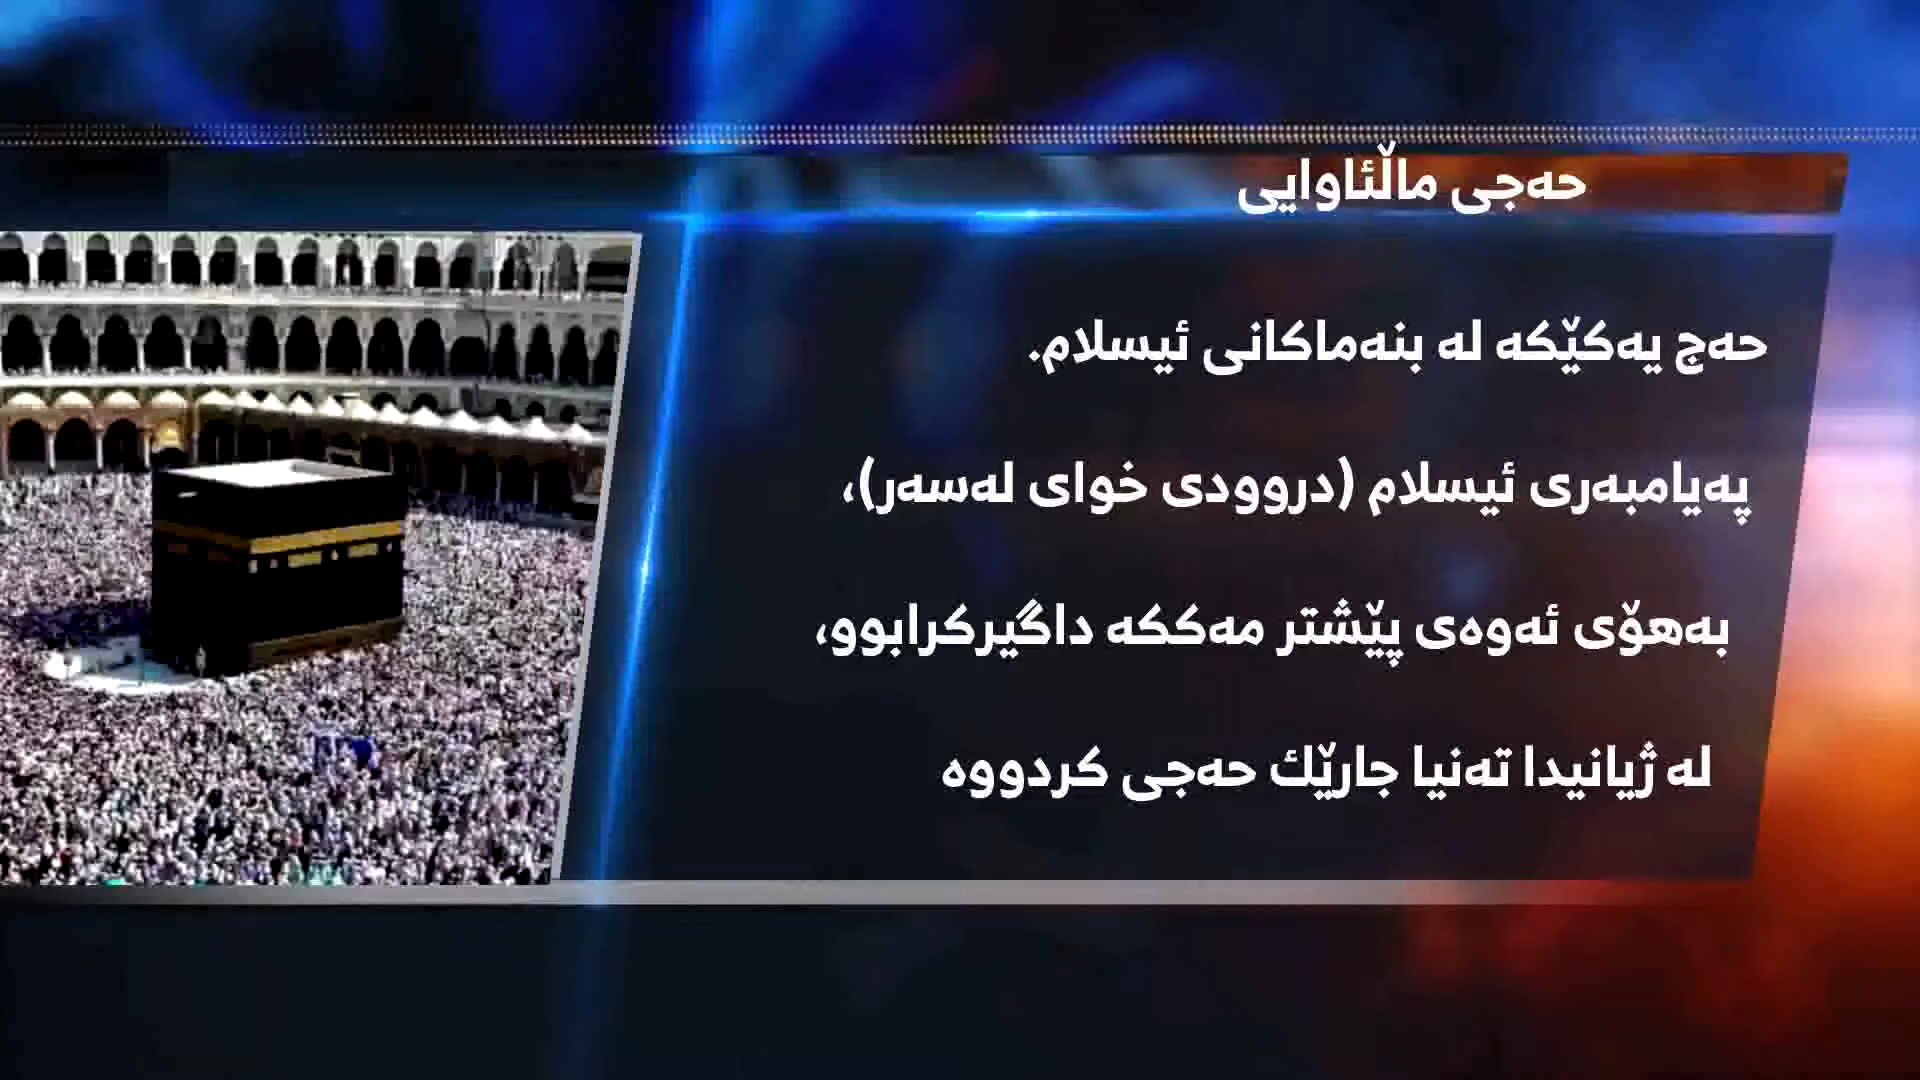 حەجی ماڵئاوایی
حەج یەکێکە لە بنەماکانی ئیسلام.
پەیامبەری ئیسلام (دروودی خوای لەسەر)،
بەهۆی ئەوەی پێشتر مەککە داگیرکرابوو،
لە ژیانیدا تەنیا جارێك حەجی کردووە